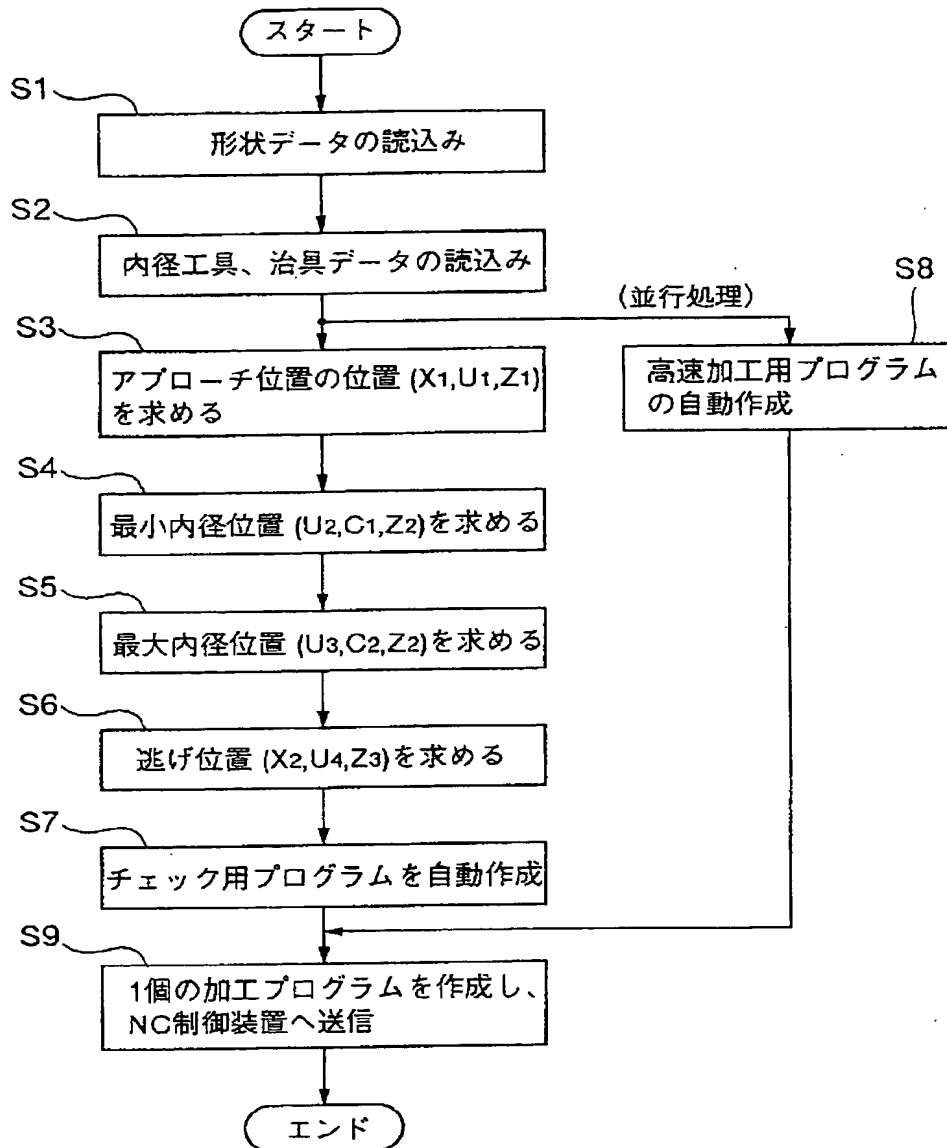 スタート
S1
形状データの読込み
S2
内径工具、治具データの読込み
(並行処理)
S8
高速加工用プログラム
の自動作成
S3
アプローチ位置の位置 (X1,U1,Z1)
を求める
S4
最小内径位置 (U2,C1,Z2)を求める
S5
最大内径位置 (U3,C2,Z2)を求める
S6
逃げ位置 (X2,U4,Z3)を求める
S7
チェック用プログラムを自動作成
S9
1個の加工プログラムを作成し、
NC制御装置へ送信
エンド